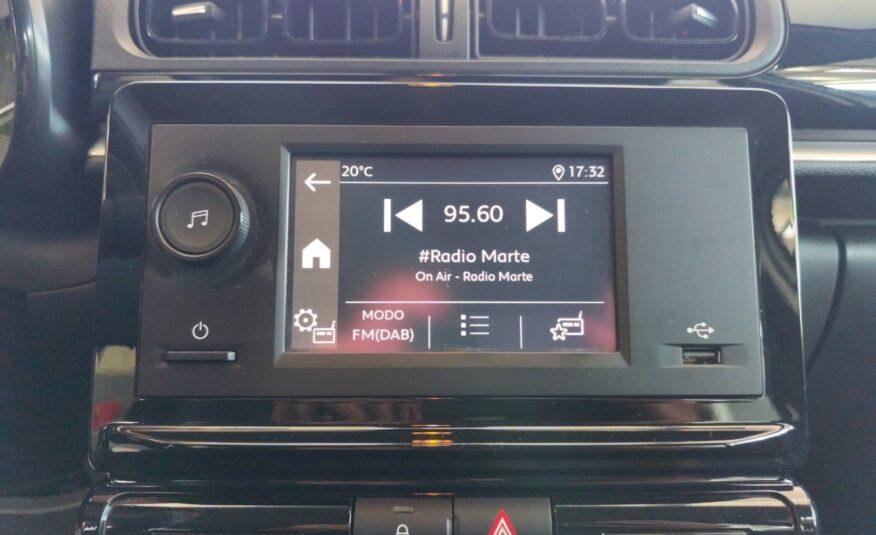 20°C 17:32
95.60
#Radio Marte
On Air - Radio Marte
MODO
FM(DAB)